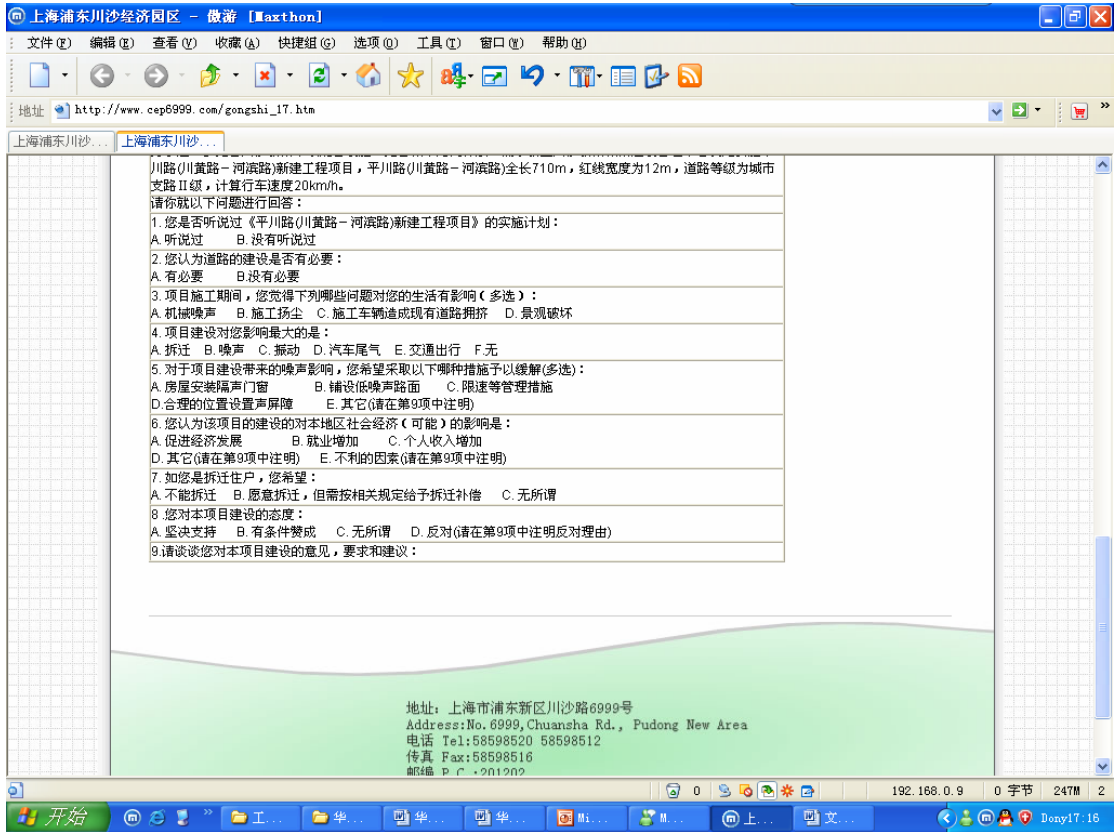 上海浦东川沙经济园区 - 傲游 [Maxthon]
文件(F) 编辑(E) 查看(V) 收藏(A) 快捷组(G) 选项(O) 工具(T) 窗口(W) 帮助(H)
地址 http://www.cep6999.com/gongshi_17.htm
上海浦东川沙... 上海浦东川沙...
川路(川黄路－河滨路)新建工程项目，平川路(川黄路－河滨路)全长710m，红线宽度为12m，道路等级为城市
支路Ⅱ级，计算行车速度20km/h。
请你就以下问题进行回答：
1. 您是否听说过《平川路(川黄路－河滨路)新建工程项目》的实施计划：
A. 听说过 B. 没有听说过
2. 您认为道路的建设是否有必要：
A. 有必要 B.没有必要
3. 项目施工期间，您觉得下列哪些问题对您的生活有影响（多选）：
A. 机械噪声 B. 施工扬尘 C. 施工车辆造成现有道路拥挤 D. 景观破坏
4. 项目建设对您影响最大的是：
A. 拆迁 B. 噪声 C. 振动 D. 汽车尾气 E. 交通出行 F.无
5. 对于项目建设带来的噪声影响，您希望采取以下哪种措施予以缓解(多选)：
A. 房屋安装隔声门窗 B. 铺设低噪声路面 C. 限速等管理措施
D.合理的位置设置声屏障 E. 其它(请在第9项中注明)
6. 您认为该项目的建设的对本地区社会经济（可能）的影响是：
A. 促进经济发展 B. 就业增加 C. 个人收入增加
D. 其它(请在第9项中注明) E. 不利的因素(请在第9项中注明)
7. 如您是拆迁住户，您希望：
A. 不能拆迁 B. 愿意拆迁，但需按相关规定给予拆迁补偿 C. 无所谓
8. 您对本项目建设的态度：
A. 坚决支持 B. 有条件赞成 C. 无所谓 D. 反对(请在第9项中注明反对理由)
9.请谈谈您对本项目建设的意见，要求和建议：
地址: 上海市浦东新区川沙路6999号
Address:No.6999,Chuansha Rd., Pudong New Area
电话 Tel:58598520 58598512
传真 Fax:58598516
邮编 P.C.:201202
0 192.168.0.9 0 字节 247M 2
开始 工... 华... 华... 华... Mi... M... 上... 文... Dony17:16